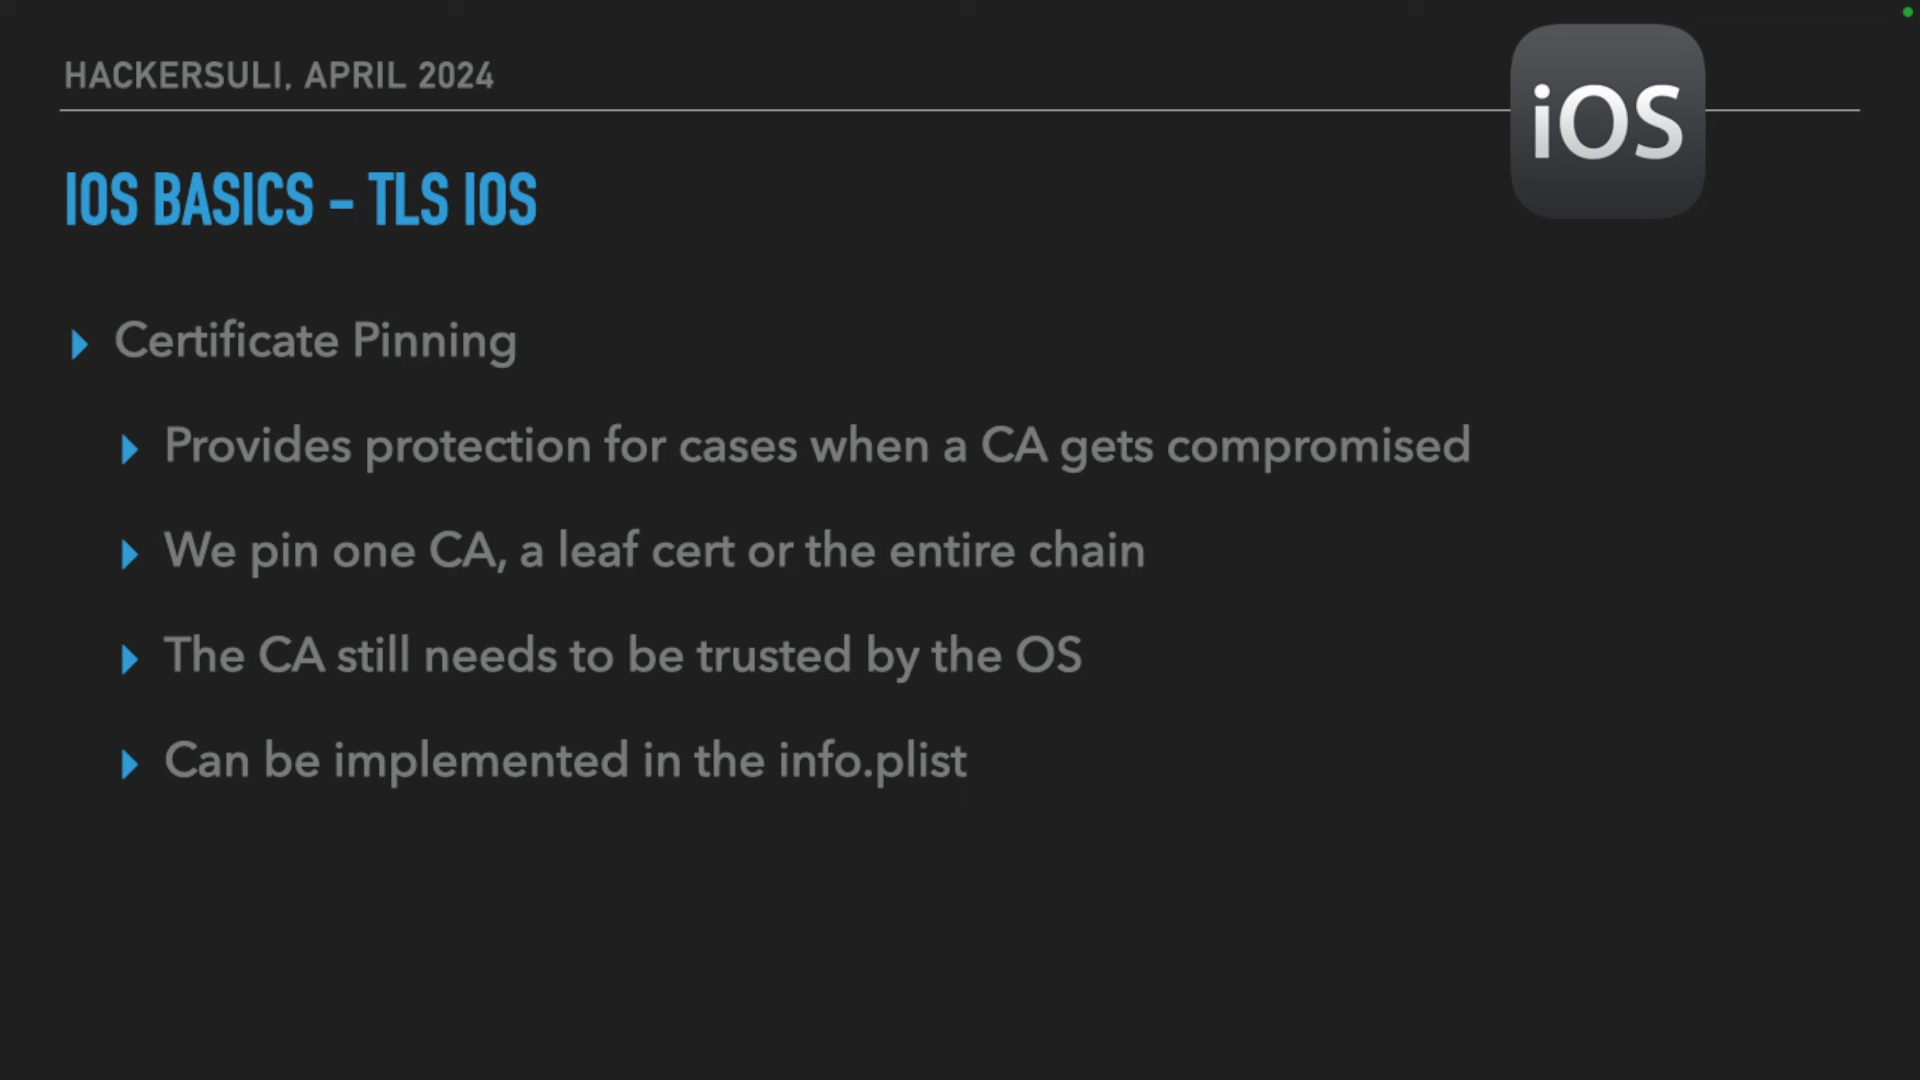 HACKERSULI, APRIL 2024
iOS
IOS BASICS - TLS IOS
Certificate Pinning
Provides protection for cases when a CA gets compromised
We pin one CA, a leaf cert or the entire chain
The CA still needs to be trusted by the OS
Can be implemented in the info.plist